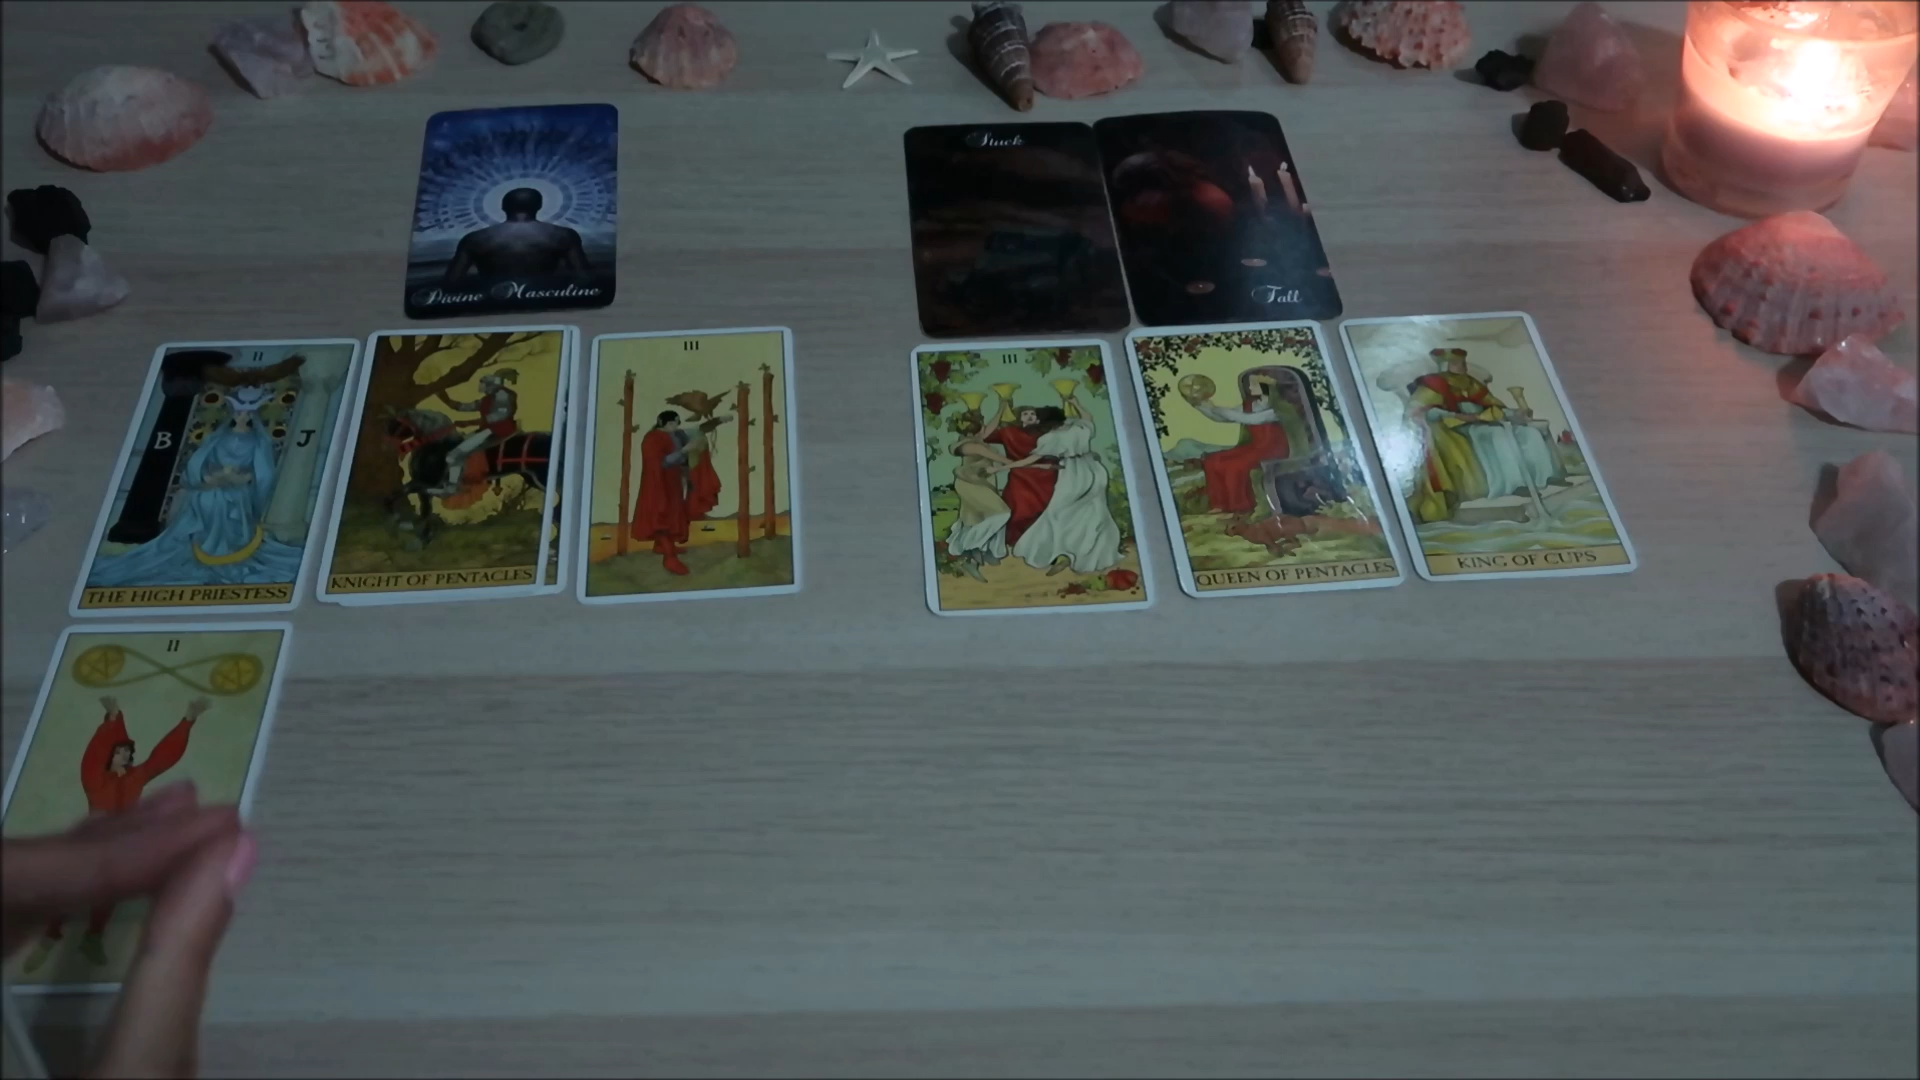 Stuck
Divine Masculine
Fall
II
B
J
THE HIGH PRIESTESS
KNIGHT OF PENTACLES
III
III
QUEEN OF PENTACLES
KING OF CUPS
II